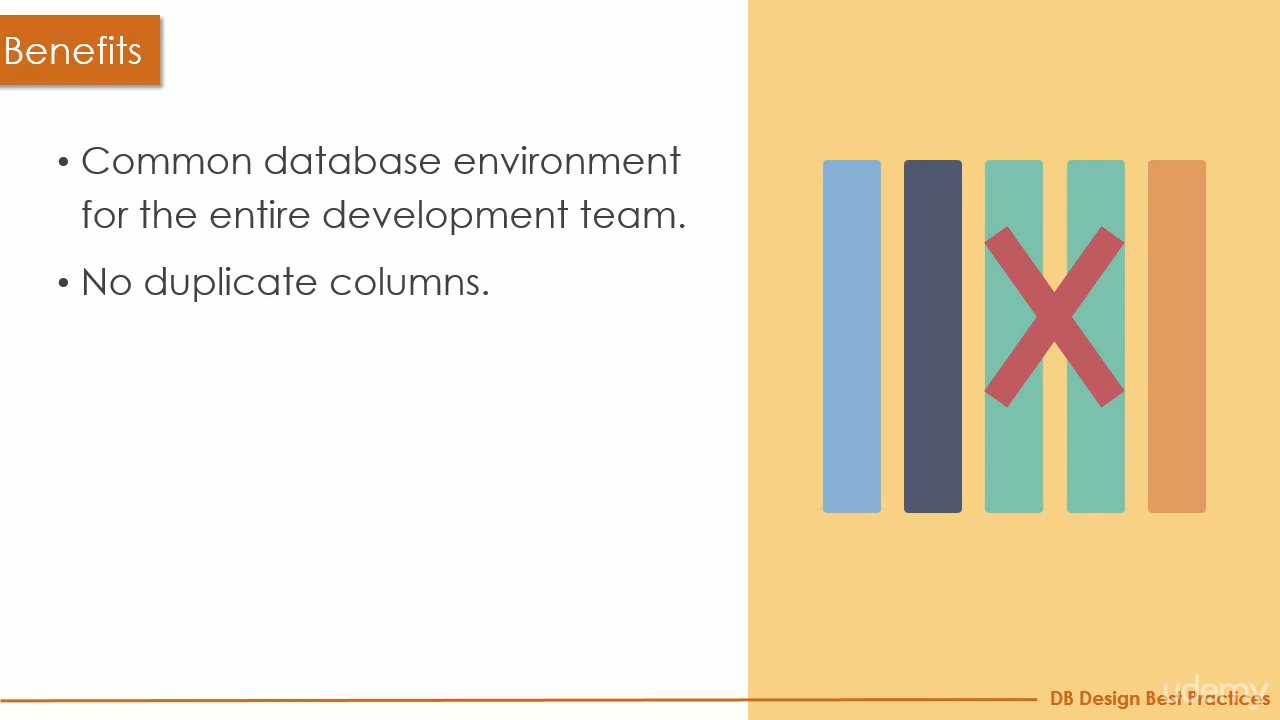 Benefits
• Common database environment
for the entire development team.
• No duplicate columns.
DB Design Best Practices
udemy